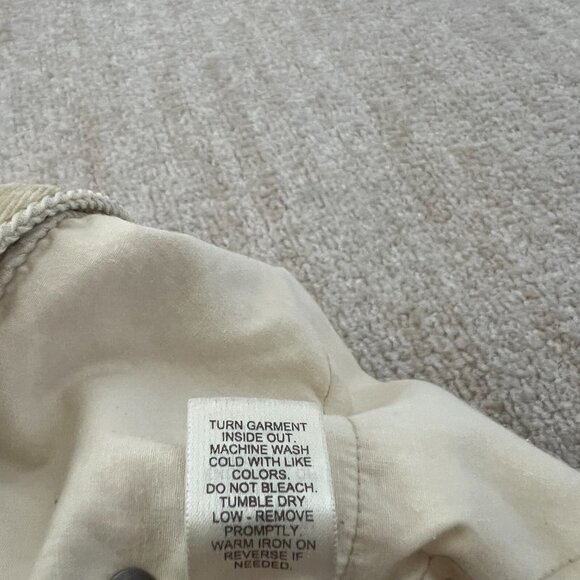 TURN GARMENT
INSIDE OUT.
MACHINE WASH
COLD WITH LIKE
COLORS.
DO NOT BLEACH.
TUMBLE DRY
LOW - REMOVE
PROMPTLY.
WARM IRON ON
REVERSE IF
NEEDED.